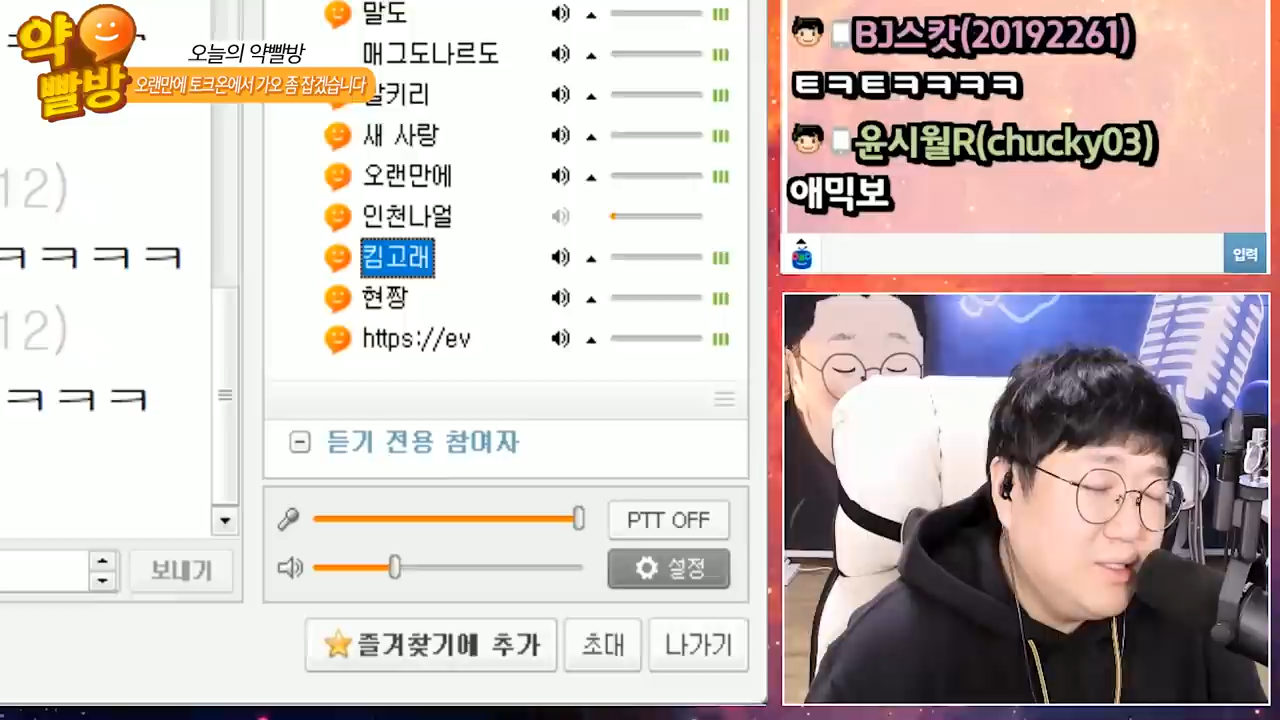 약빨방
오늘의 약빨방
오랜만에 토크온에서 가오 좀 잡겠습니다
말도
매그도나르도
발키리
새 사랑
오랜만에
인천나얼
킴고래
현짱
https://ev
12)
ㅋㅋㅋㅋ
12)
ㅋㅋㅋ
듣기 전용 참여자
PTT OFF
설정
보내기
즐겨찾기에 추가
초대
나가기
BJ스캇(20192261)
ㅌㅋㅌㅋㅋㅋㅋ
윤시월R(chucky03)
애믹보
입력